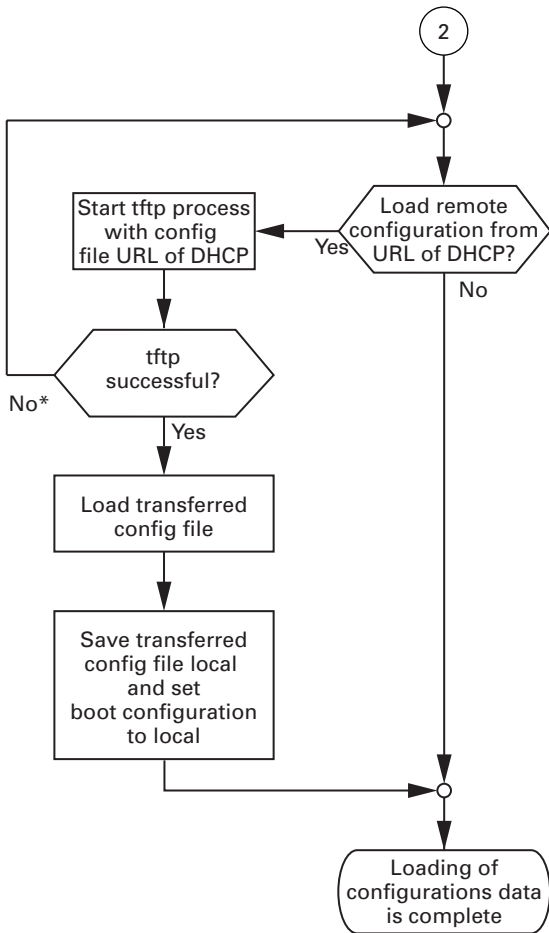 2
Load remote
configuration from
URL of DHCP?
Yes
No
Start tftp process
with config
file URL of DHCP
tftp
successful?
No*
Yes
Load transferred
config file
Save transferred
config file local
and set
boot configuration
to local
Loading of
configurations data
is complete